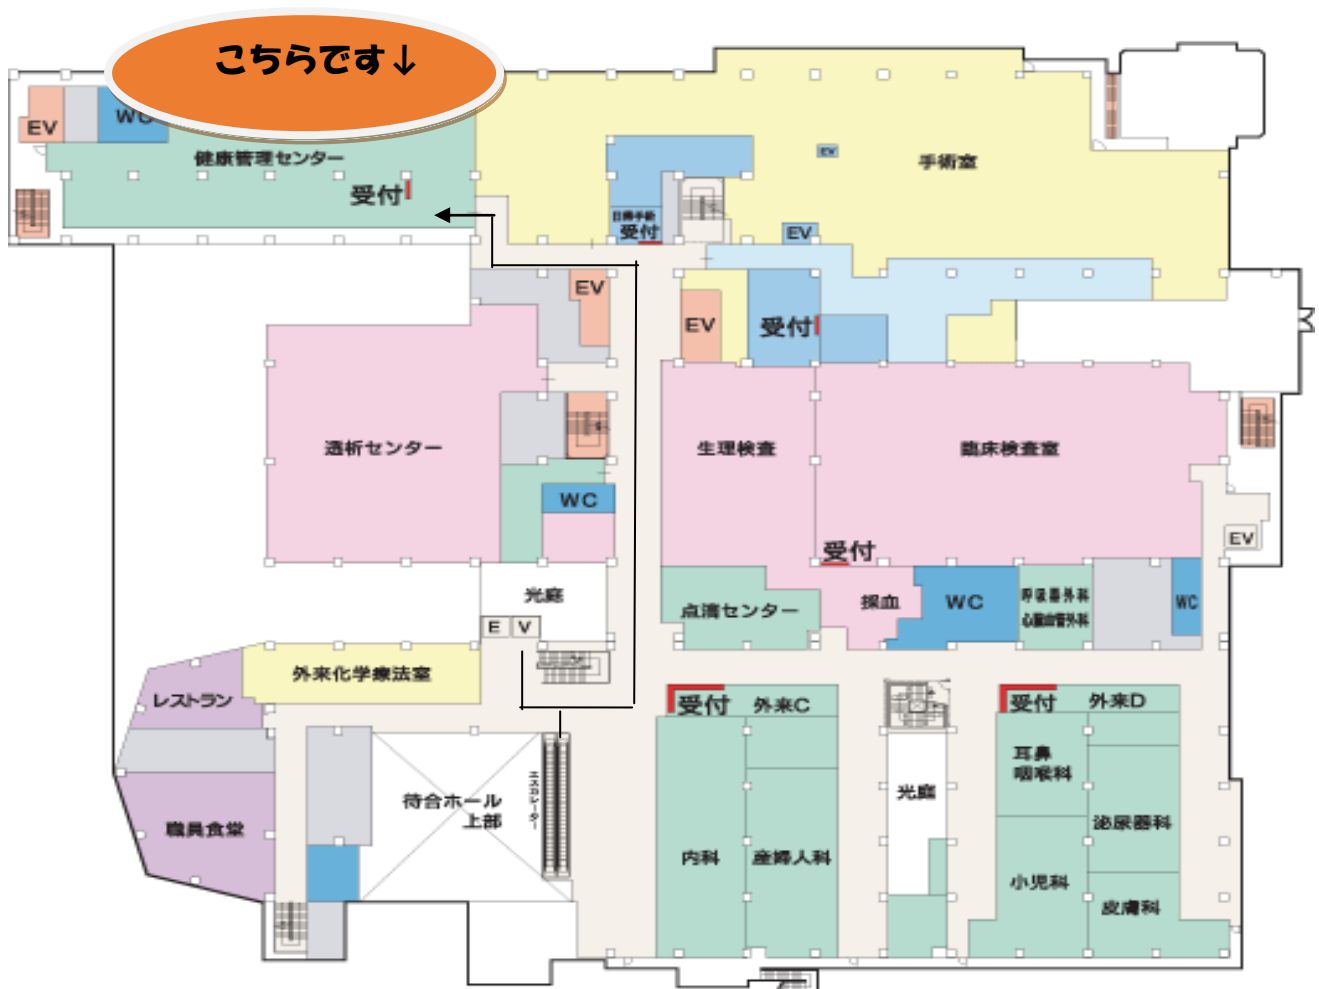 こちらです↓
WC
EV
健康管理センター
受付
EV
手術室
日帰手術
受付
EV
EV
EV
受付
透析センター
生理検査
臨床検査室
WC
受付
EV
光庭
点滴センター
採血
WC
呼吸器外科
心臓血管外科
WC
E V
外来化学療法室
レストラン
受付 外来C
受付 外来D
耳鼻
咽喉科
エスカレーター
待合ホール
上部
光庭
職員食堂
泌尿器科
内科
産婦人科
小児科
皮膚科